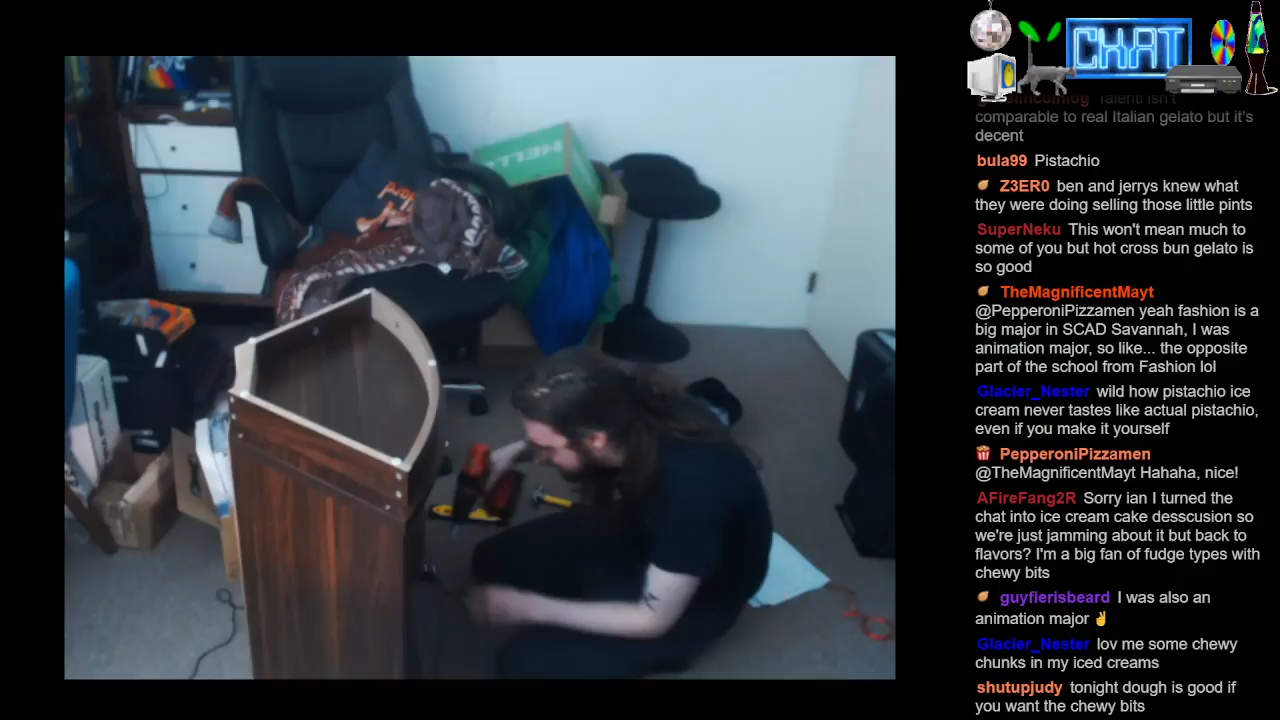 CHAT
HELLO
Talenti isn't
comparable to real Italian gelato but it's
decent
bula99 Pistachio
Z3ER0 ben and jerrys knew what
they were doing selling those little pints
SuperNeku This won't mean much to
some of you but hot cross bun gelato is
so good
TheMagnificentMayt
@PepperoniPizzamen yeah fashion is a
big major in SCAD Savannah, I was
animation major, so like... the opposite
part of the school from Fashion lol
Glacier_Nester wild how pistachio ice
cream never tastes like actual pistachio,
even if you make it yourself
PepperoniPizzamen
@TheMagnificentMayt Hahaha, nice!
AFireFang2R Sorry ian I turned the
chat into ice cream cake desscusion so
we're just jamming about it but back to
flavors? I'm a big fan of fudge types with
chewy bits
guyfierisbeard I was also an
animation major ✌
Glacier_Nester lov me some chewy
chunks in my iced creams
shutupjudy tonight dough is good if
you want the chewy bits